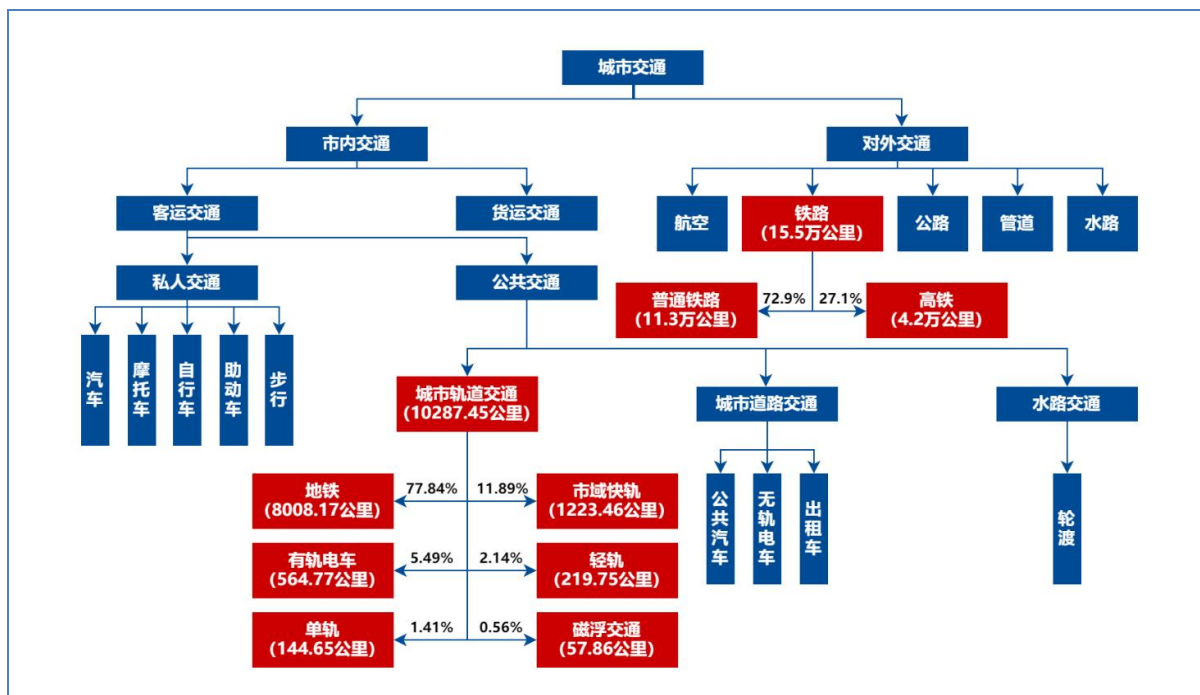 城市交通
市内交通
对外交通
客运交通
货运交通
航空
铁路
(15.5万公里)
公路
管道
水路
私人交通
公共交通
普通铁路
(11.3万公里)
72.9%
27.1%
高铁
(4.2万公里)
汽车
摩托车
自行车
助动车
步行
城市轨道交通
(10287.45公里)
城市道路交通
水路交通
地铁
(8008.17公里)
77.84%
11.89%
市域快轨
(1223.46公里)
公共汽车
无轨电车
出租车
轮渡
有轨电车
(564.77公里)
5.49%
2.14%
轻轨
(219.75公里)
单轨
(144.65公里)
1.41%
0.56%
磁浮交通
(57.86公里)